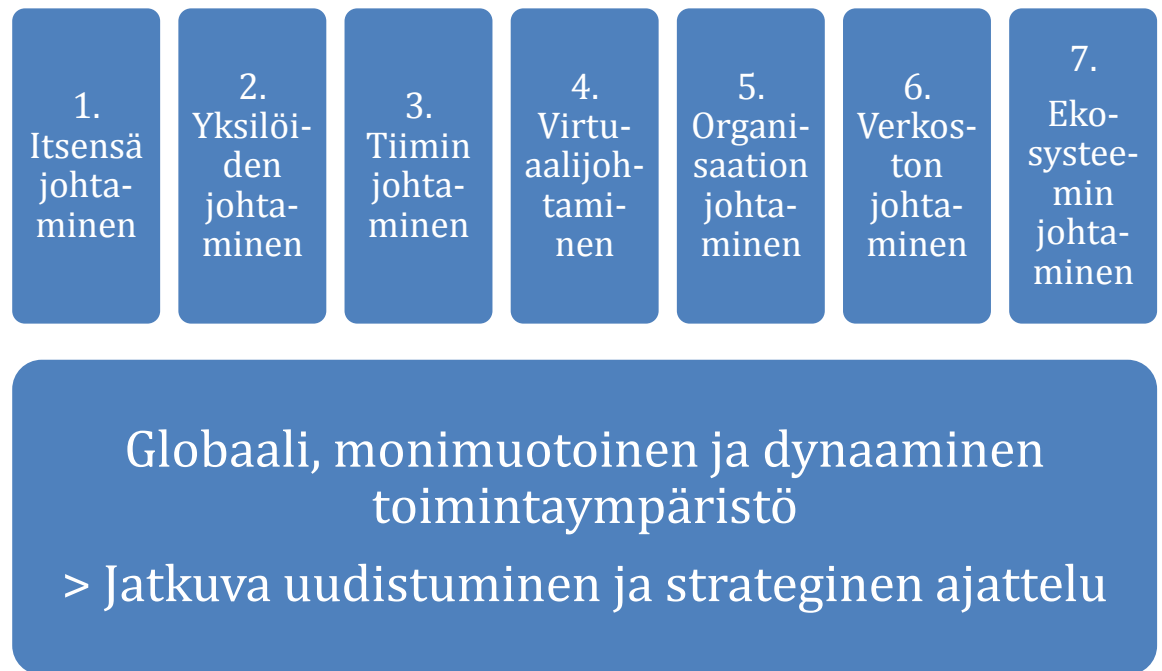 1.
Itsensä
johta-
minen
2.
Yksilöi-
den
johta-
minen
3.
Tiimin
johta-
minen
4.
Virtu-
aalijoh-
tami-
nen
5.
Organi-
saation
johta-
minen
6.
Verkos-
ton
johta-
minen
7.
Eko-
systee-
min
johta-
minen
Globaali, monimuotoinen ja dynaaminen
toimintaympäristö
> Jatkuva uudistuminen ja strateginen ajattelu